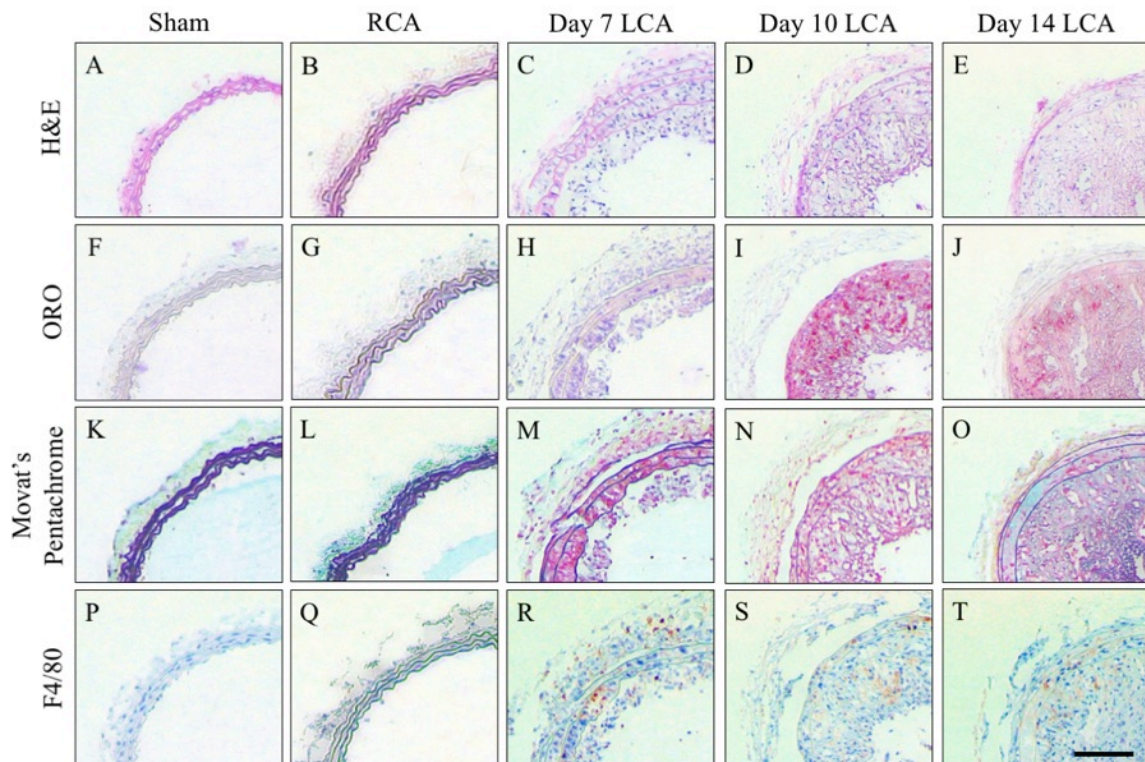 Sham RCA Day 7 LCA Day 10 LCA Day 14 LCA
H&E
A B C D E
ORO
F G H I J
Movat's
Pentachrome
K L M N O
F4/80
P Q R S T